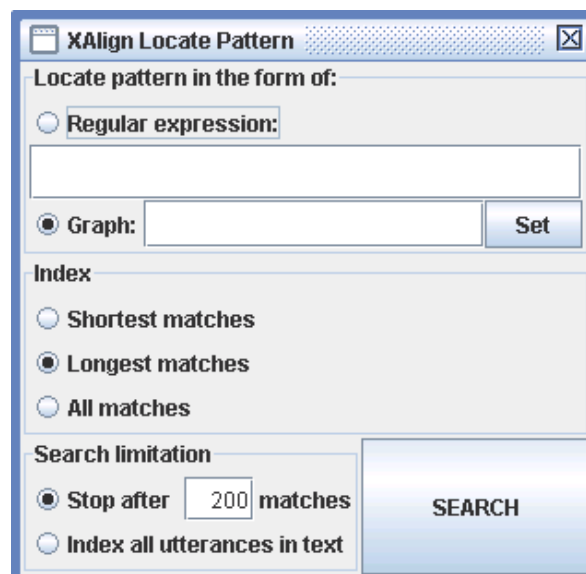 XAlign Locate Pattern
Locate pattern in the form of:
Regular expression:
Graph: Set
Index
Shortest matches
Longest matches
All matches
Search limitation
Stop after 200 matches
SEARCH
Index all utterances in text